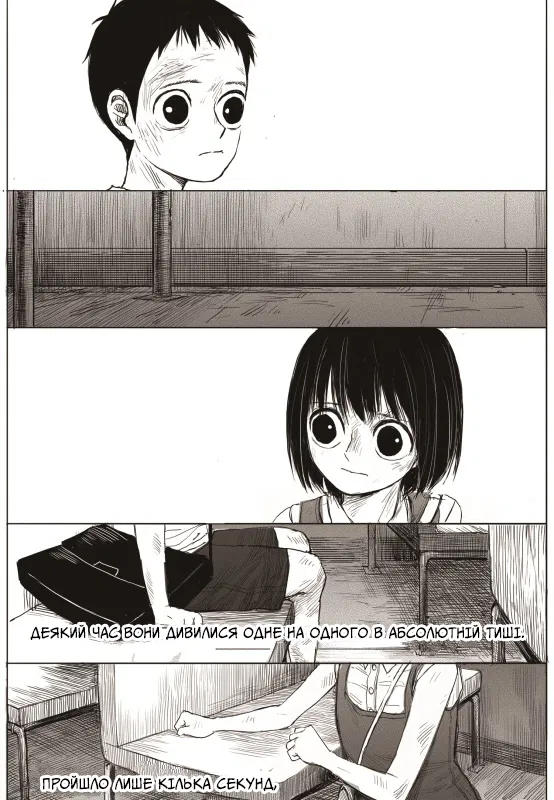 ДЕЯКИЙ ЧАС ВОНИ ДИВИЛИСЯ ОДНЕ НА ОДНОГО В АБСОЛЮТНІЙ ТИШІ.
ПРОЙШЛО ЛИШЕ КІЛЬКА СЕКУНД,